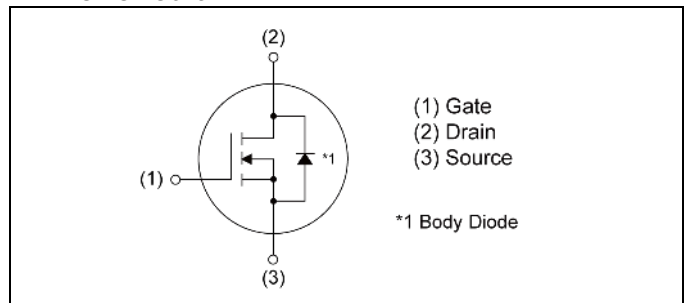 (2)
(1) Gate
(2) Drain
(3) Source
*1
(1)
*1 Body Diode
(3)